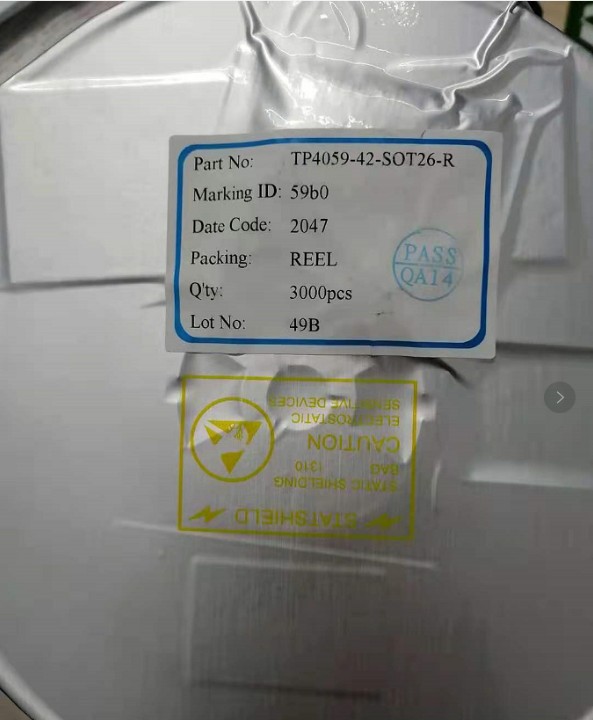 Part No: TP4059-42-SOT26-R
Marking ID: 59b0
Date Code: 2047
Packing: REEL
Q'ty: 3000pcs
Lot No: 49B
PASS
QA14
STATSHIELD
STATIC SHIELDING
BAG 1310
CAUTION
ELECTROSTATIC
SENSITIVE DEVICES